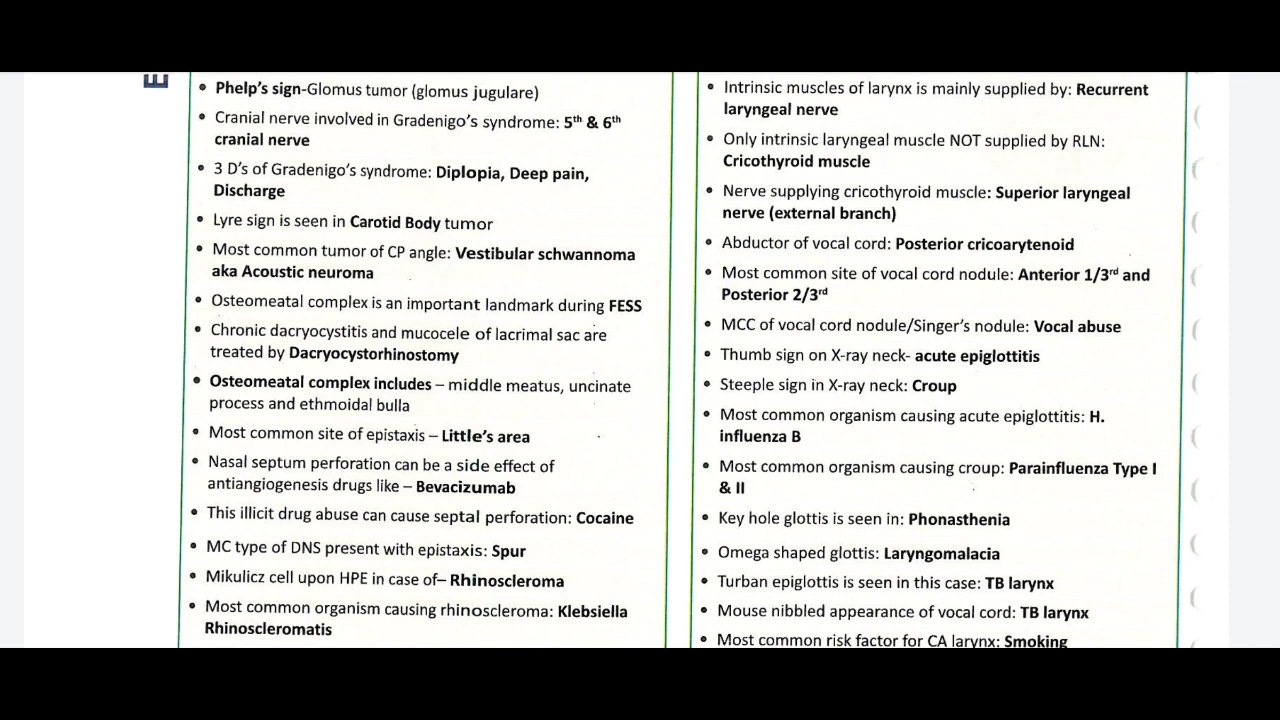 E
• Phelp's sign-Glomus tumor (glomus jugulare)
• Cranial nerve involved in Gradenigo's syndrome: 5th & 6th
cranial nerve
• 3 D's of Gradenigo's syndrome: Diplopia, Deep pain,
Discharge
• Lyre sign is seen in Carotid Body tumor
• Most common tumor of CP angle: Vestibular schwannoma
aka Acoustic neuroma
• Osteomeatal complex is an important landmark during FESS
• Chronic dacryocystitis and mucocele of lacrimal sac are
treated by Dacryocystorhinostomy
• Osteomeatal complex includes – middle meatus, uncinate
process and ethmoidal bulla
• Most common site of epistaxis – Little's area
• Nasal septum perforation can be a side effect of
antiangiogenesis drugs like – Bevacizumab
• This illicit drug abuse can cause septal perforation: Cocaine
• MC type of DNS present with epistaxis: Spur
• Mikulicz cell upon HPE in case of– Rhinoscleroma
• Most common organism causing rhinoscleroma: Klebsiella
Rhinoscleromatis
• Intrinsic muscles of larynx is mainly supplied by: Recurrent
laryngeal nerve
• Only intrinsic laryngeal muscle NOT supplied by RLN:
Cricothyroid muscle
• Nerve supplying cricothyroid muscle: Superior laryngeal
nerve (external branch)
• Abductor of vocal cord: Posterior cricoarytenoid
• Most common site of vocal cord nodule: Anterior 1/3rd and
Posterior 2/3rd
• MCC of vocal cord nodule/Singer's nodule: Vocal abuse
• Thumb sign on X-ray neck- acute epiglottitis
• Steeple sign in X-ray neck: Croup
• Most common organism causing acute epiglottitis: H.
influenza B
• Most common organism causing croup: Parainfluenza Type I
& II
• Key hole glottis is seen in: Phonasthenia
• Omega shaped glottis: Laryngomalacia
• Turban epiglottis is seen in this case: TB larynx
• Mouse nibbled appearance of vocal cord: TB larynx
• Most common risk factor for CA larynx: Smoking